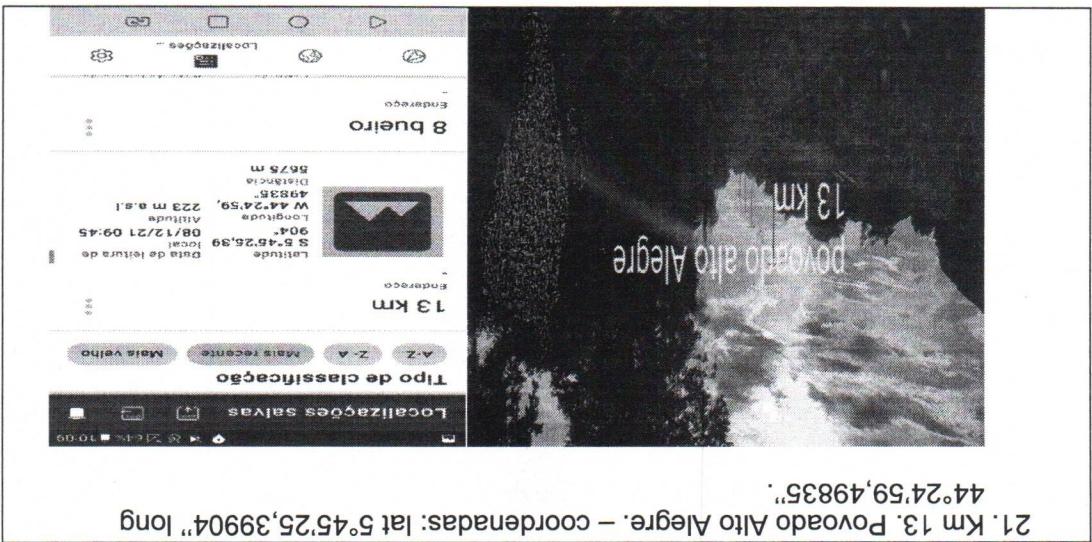 21. Km 13. Povoado Alto Alegre. – coordenadas: lat 5°45'25,39904" long
44°24'59,49835".
povoado alto Alegre
13 km
64% 10:09
Localizações salvas
Tipo de classificação
A-Z
Z-A
Mais recente
Mais velho
13 km
Endereço
-
Latitude
S 5°45'25,39
904"
Longitude
W 44°24'59,
49835"
Distância
5675 m
Data de leitura de
local
08/12/21 09:45
Altitude
223 m a.s.l
8 bueiro
Endereço
-
Localizações ...